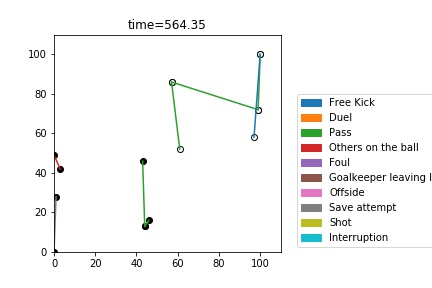 time=564.35
100
80
60
40
20
0
0 20 40 60 80 100
Free Kick
Duel
Pass
Others on the ball
Foul
Goalkeeper leaving l
Offside
Save attempt
Shot
Interruption